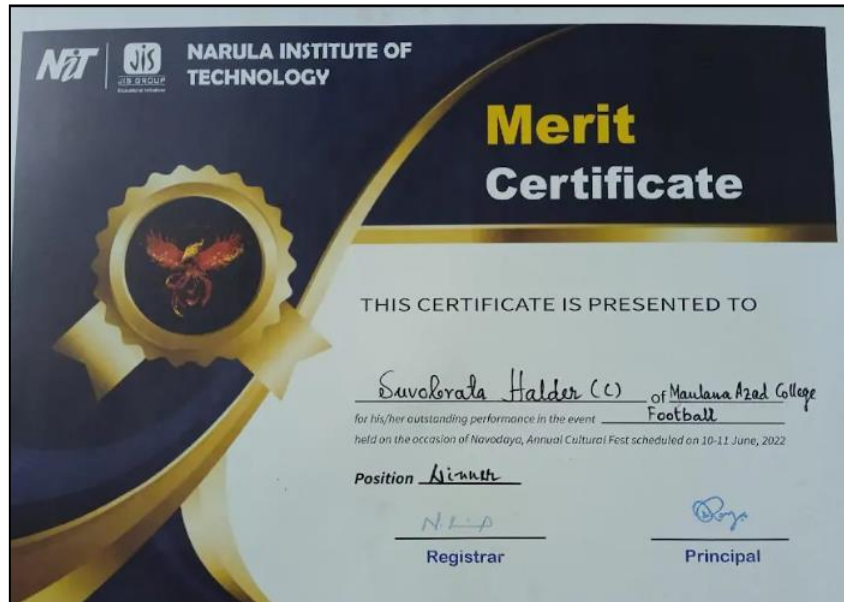 NiT
JIS
JIS GROUP
Educational Initiatives
NARULA INSTITUTE OF
TECHNOLOGY
Merit
Certificate
THIS CERTIFICATE IS PRESENTED TO
Suvobrata Halder (C) of Maulana Azad College
for his/her outstanding performance in the event Football
held on the occasion of Navodaya, Annual Cultural Fest scheduled on 10-11 June, 2022
Position Winner
Registrar
Principal